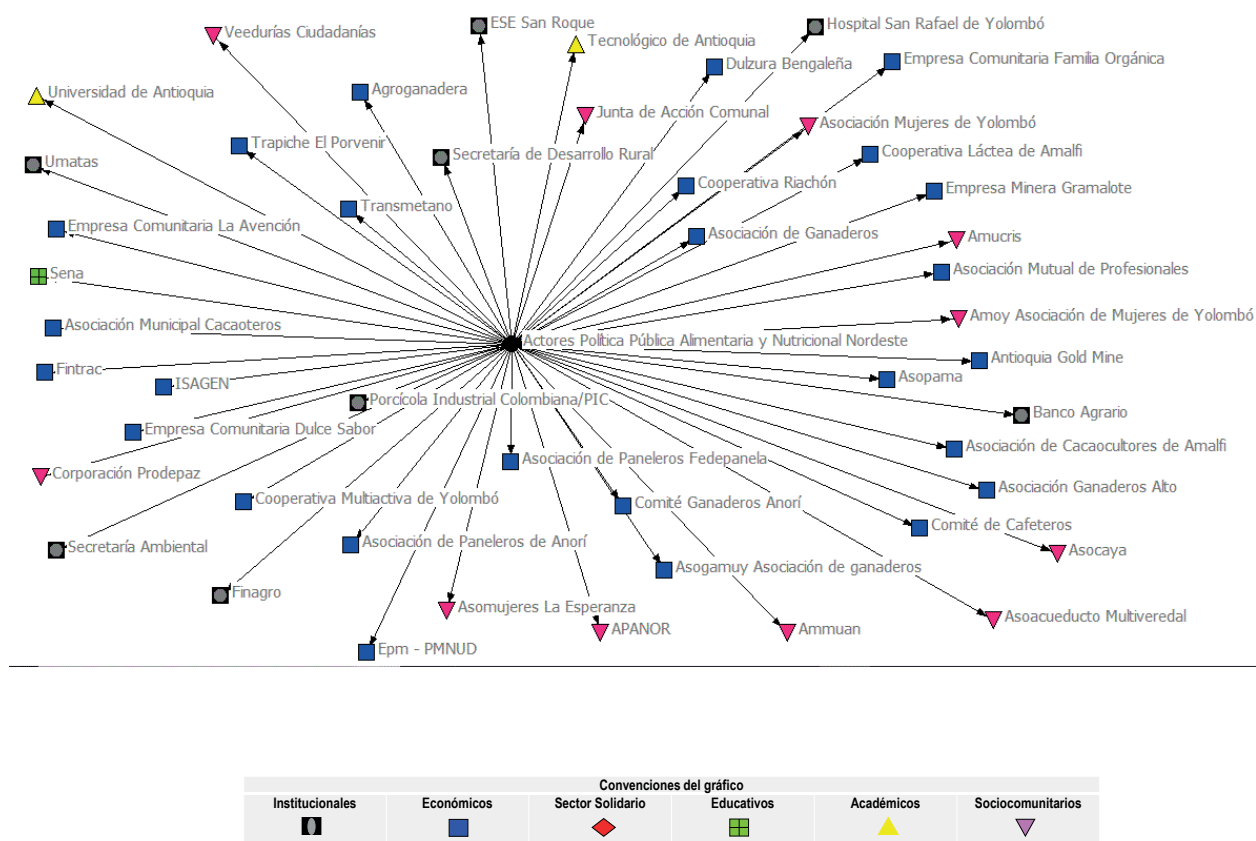 ESE San Roque
Hospital San Rafael de Yolombó
Veedurías Ciudadanías
Tecnológico de Antioquia
Empresa Comunitaria Familia Orgánica
Dulzura Bengaleña
Universidad de Antioquia
Agroganadera
Junta de Acción Comunal
Asociación Mujeres de Yolombó
Trapiche El Porvenir
Secretaría de Desarrollo Rural
Cooperativa Láctea de Amalfi
Umatas
Cooperativa Riachón
Empresa Minera Gramalote
Transmetano
Empresa Comunitaria La Avención
Asociación de Ganaderos
Amucris
Sena
Asociación Mutual de Profesionales
Asociación Municipal Cacaoteros
Amoy Asociación de Mujeres de Yolombó
Actores Política Pública Alimentaria y Nutricional Nordeste
Antioquia Gold Mine
Fintrac
ISAGEN
Asopama
Porcícola Industrial Colombiana/PIC
Banco Agrario
Empresa Comunitaria Dulce Sabor
Asociación de Cacaocultores de Amalfi
Asociación de Paneleros Fedepanela
Corporación Prodepaz
Asociación Ganaderos Alto
Cooperativa Multiactiva de Yolombó
Comité Ganaderos Anorí
Comité de Cafeteros
Secretaría Ambiental
Asociación de Paneleros de Anorí
Asocaya
Asogamuy Asociación de ganaderos
Finagro
Asomujeres La Esperanza
Asoacueducto Multiveredal
APANOR
Ammuan
Epm - PMNUD
Convenciones del gráfico
Institucionales Económicos Sector Solidario Educativos Académicos Sociocomunitarios